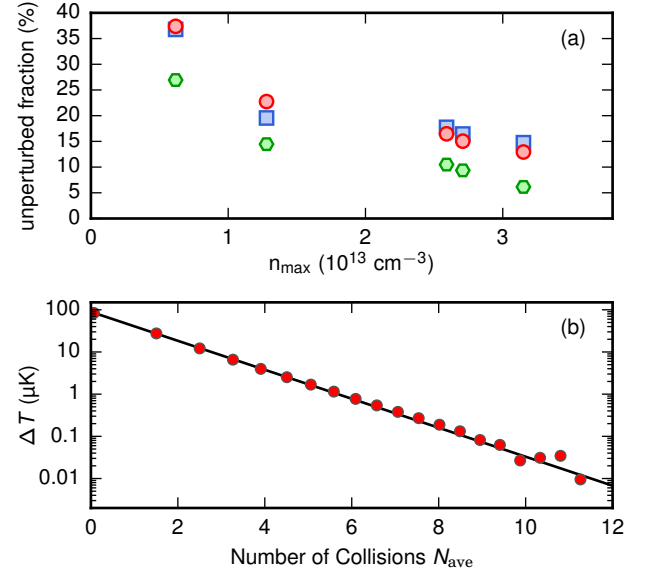 unperturbed fraction (%)
40
35
30
25
20
15
10
5
0
(a)
0 1 2 3
n_max (10^13 cm^−3)
Δ T (μK)
100
10
1
0.1
0.01
(b)
0 2 4 6 8 10 12
Number of Collisions N_ave